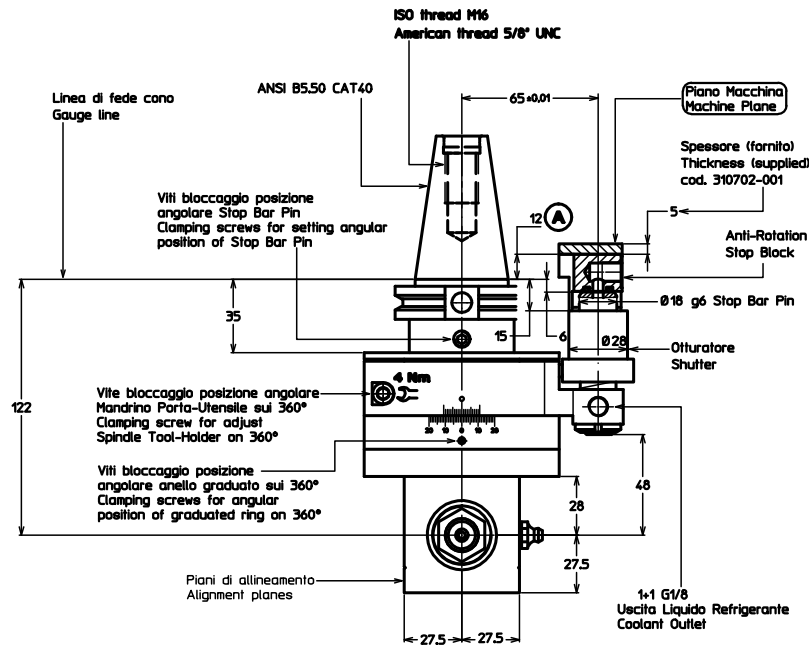 ISO thread M16
American thread 5/8" UNC
ANSI B5.50 CAT40
65±0,01
Linea di fede cono
Gauge line
Piano Macchina
Machine Plane
Spessore (fornito)
Thickness (supplied)
cod. 310702-001
Viti bloccaggio posizione
angolare Stop Bar Pin
Clamping screws for setting angular
position of Stop Bar Pin
12
A
5
Anti-Rotation
Stop Block
Ø18 g6 Stop Bar Pin
35
15
6
Ø28
Otturatore
Shutter
4 Nm
Vite bloccaggio posizione angolare
Mandrino Porta-Utensile sui 360°
Clamping screw for adjust
Spindle Tool-Holder on 360°
122
0
20 10 0 10 20
Viti bloccaggio posizione
angolare anello graduato sui 360°
Clamping screws for angular
position of graduated ring on 360°
48
28
27.5
Piani di allineamento
Alignment planes
1+1 G1/8
Uscita Liquido Refrigerante
Coolant Outlet
27.5
27.5